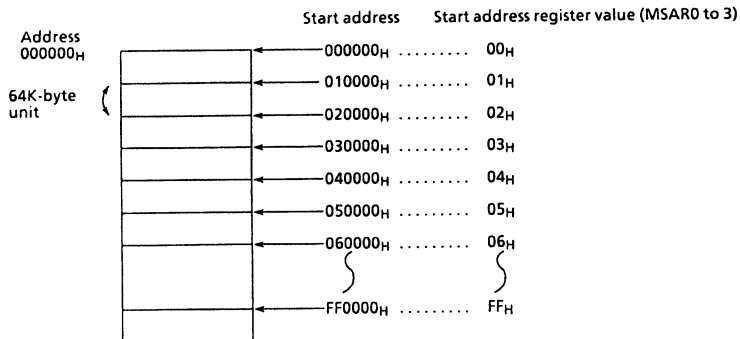 Start address Start address register value (MSAR0 to 3)
Address
000000H
000000H ......... 00H
010000H ......... 01H
64K-byte
unit
020000H ......... 02H
030000H ......... 03H
040000H ......... 04H
050000H ......... 05H
060000H ......... 06H
FF0000H ......... FFH